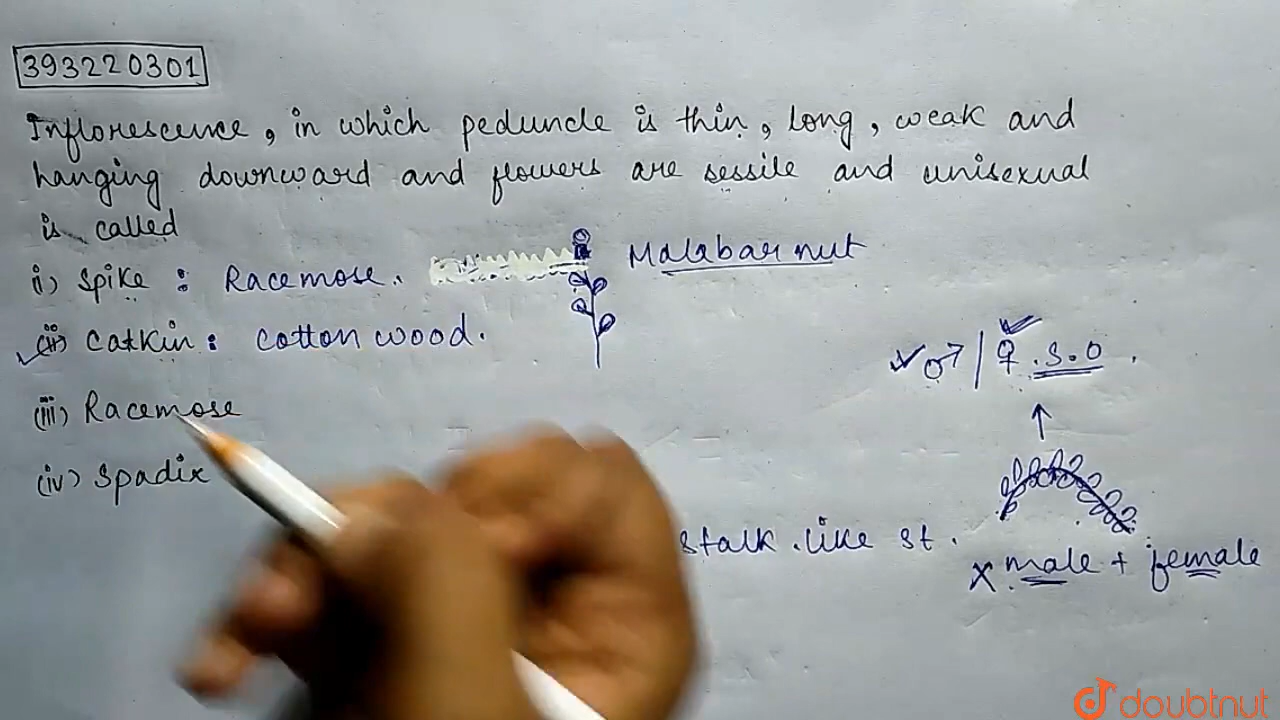 393220301
Inflorescence, in which peduncle is thin, long, weak and
hanging downward and flowers are sessile and unisexual
is called
i) Spike : Racemose.
Malabar nut
(ii) Catkin : cotton wood.
♂ / ♀ . s.o .
(iii) Racemose
(iv) Spadix
stalk . like st .
x male + female
doubtnut